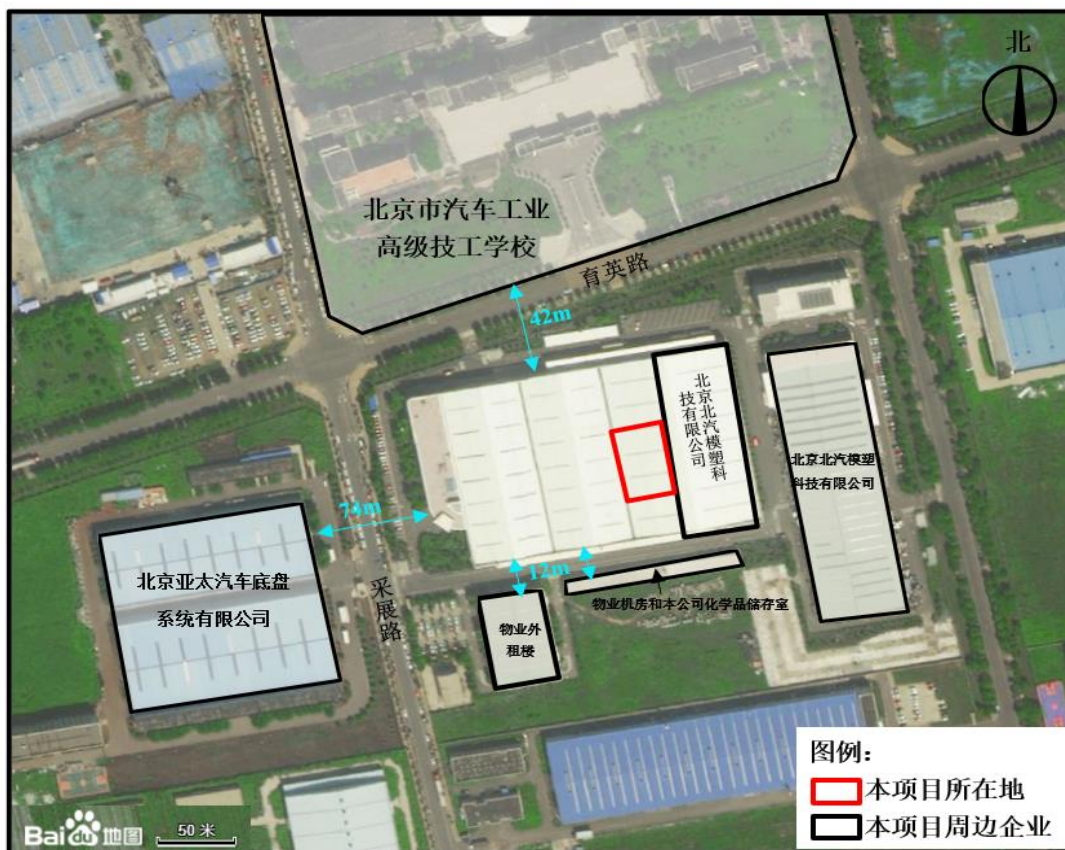 北
北京市汽车工业
高级技工学校
育英路
42m
北京北汽模塑科
技有限公司
北京北汽模塑
科技有限公司
74m
12m
北京亚太汽车底盘
系统有限公司
采展路
物业外
租楼
物业机房和本公司化学品储存室
图例：
本项目所在地
本项目周边企业
Bai du 地图
50 米